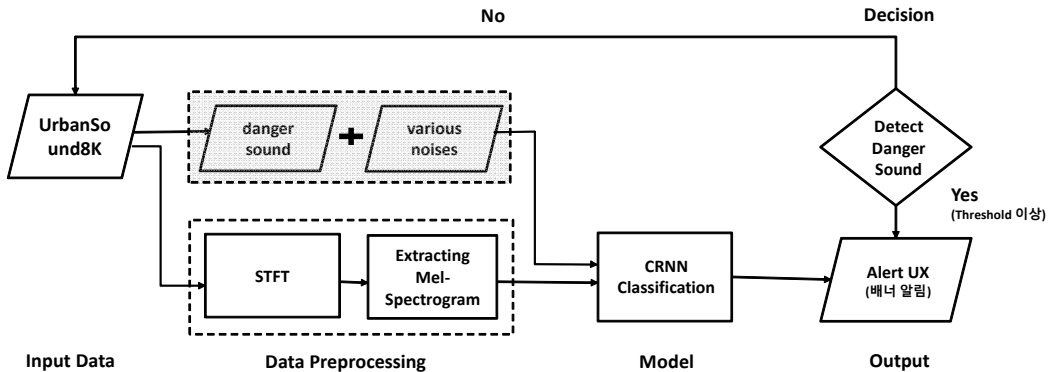 No
Decision
UrbanSo
und8K
danger
sound
+
various
noises
Detect
Danger
Sound
Yes
(Threshold 이상)
STFT
Extracting
Mel-
Spectrogram
CRNN
Classification
Alert UX
(배너 알림)
Input Data
Data Preprocessing
Model
Output